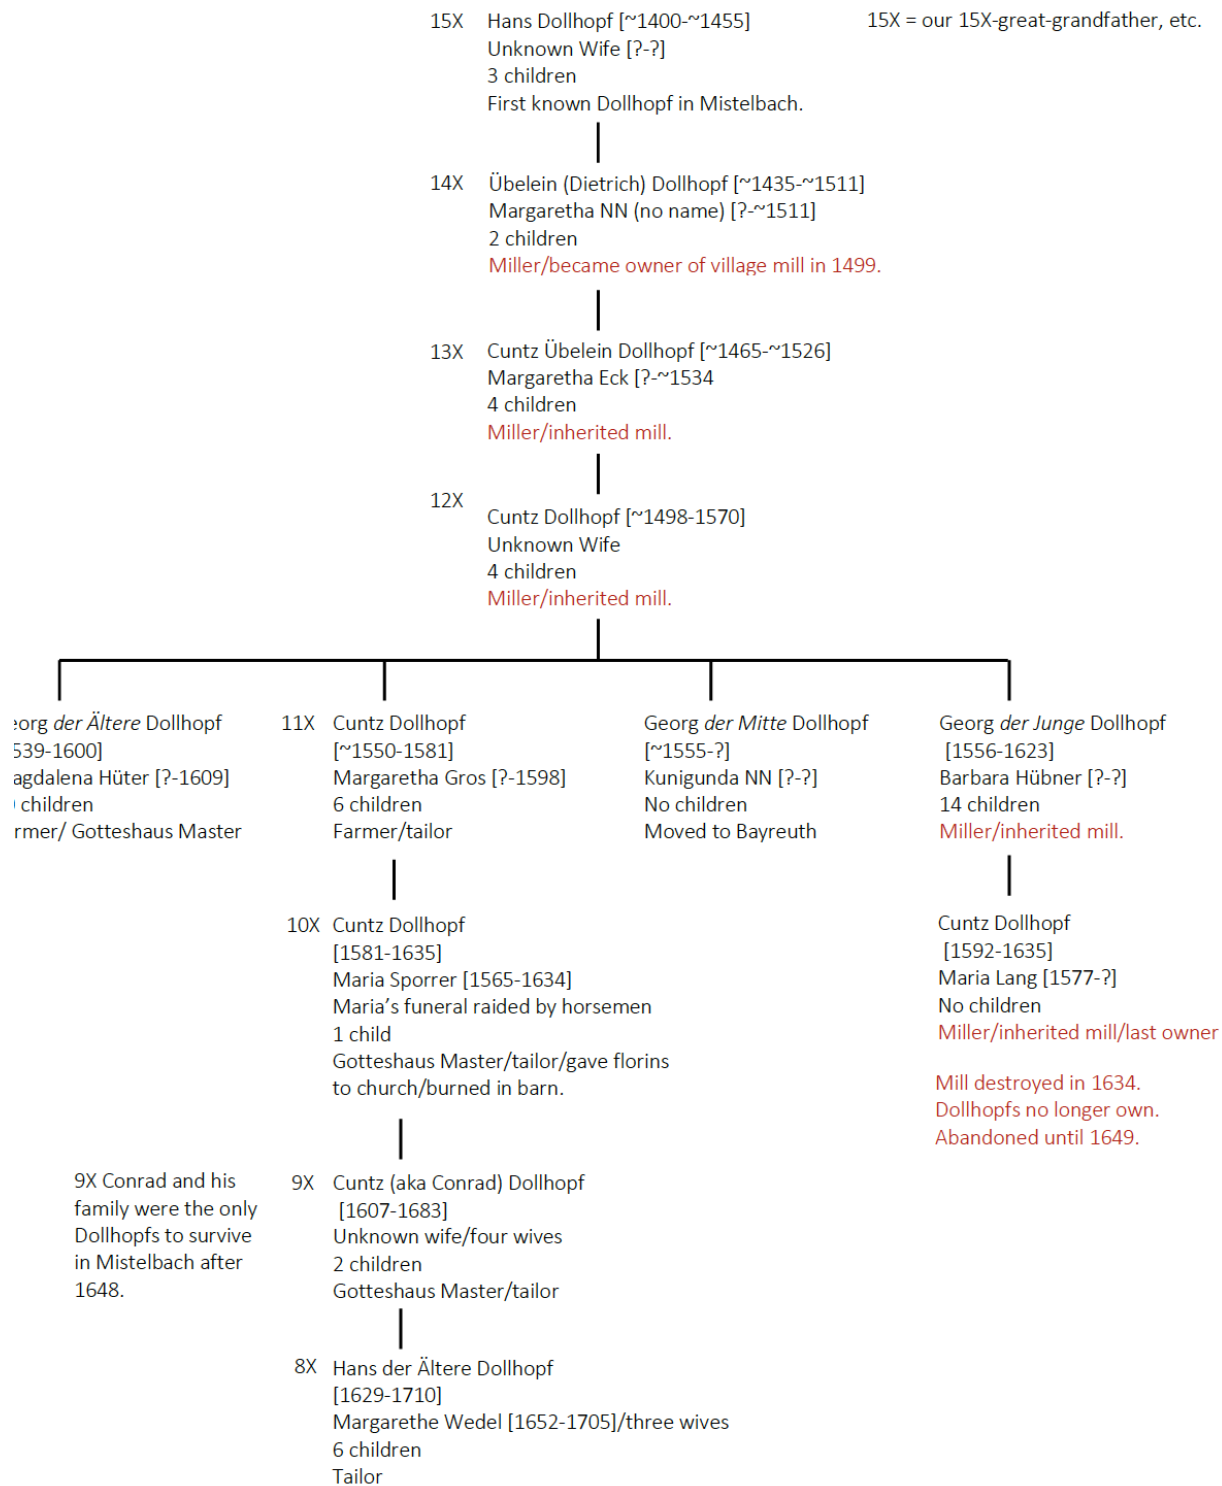 15X Hans Dollhopf [~1400-~1455]
15X = our 15X-great-grandfather, etc.
Unknown Wife [?-?]
3 children
First known Dollhopf in Mistelbach.
14X Übelein (Dietrich) Dollhopf [~1435-~1511]
Margaretha NN (no name) [?-~1511]
2 children
Miller/became owner of village mill in 1499.
13X Cuntz Übelein Dollhopf [~1465-~1526]
Margaretha Eck [?-~1534
4 children
Miller/inherited mill.
12X
Cuntz Dollhopf [~1498-1570]
Unknown Wife
4 children
Miller/inherited mill.
eorg der Ältere Dollhopf
539-1600]
agdalena Hüter [?-1609]
children
rmer/ Gotteshaus Master
11X Cuntz Dollhopf
[~1550-1581]
Margaretha Gros [?-1598]
6 children
Farmer/tailor
Georg der Mitte Dollhopf
[~1555-?]
Kunigunda NN [?-?]
No children
Moved to Bayreuth
Georg der Junge Dollhopf
[1556-1623]
Barbara Hübner [?-?]
14 children
Miller/inherited mill.
10X Cuntz Dollhopf
[1581-1635]
Maria Sporrer [1565-1634]
Maria's funeral raided by horsemen
1 child
Gotteshaus Master/tailor/gave florins
to church/burned in barn.
Cuntz Dollhopf
[1592-1635]
Maria Lang [1577-?]
No children
Miller/inherited mill/last owner
Mill destroyed in 1634.
Dollhopfs no longer own.
Abandoned until 1649.
9X Conrad and his
family were the only
Dollhopfs to survive
in Mistelbach after
1648.
9X Cuntz (aka Conrad) Dollhopf
[1607-1683]
Unknown wife/four wives
2 children
Gotteshaus Master/tailor
8X Hans der Ältere Dollhopf
[1629-1710]
Margarethe Wedel [1652-1705]/three wives
6 children
Tailor